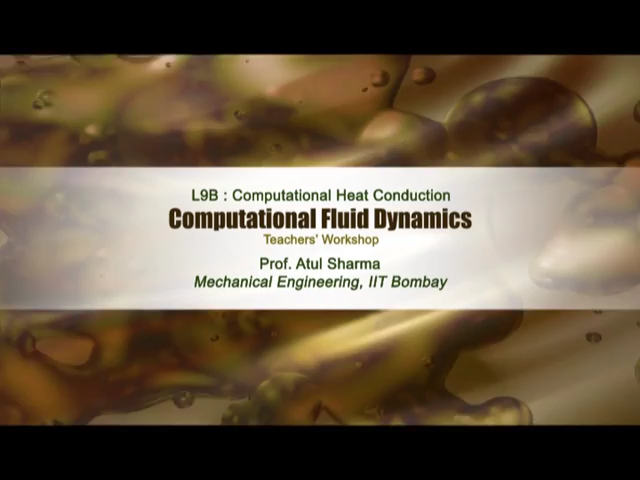 L9B : Computational Heat Conduction
Computational Fluid Dynamics
Teachers' Workshop
Prof. Atul Sharma
Mechanical Engineering, IIT Bombay